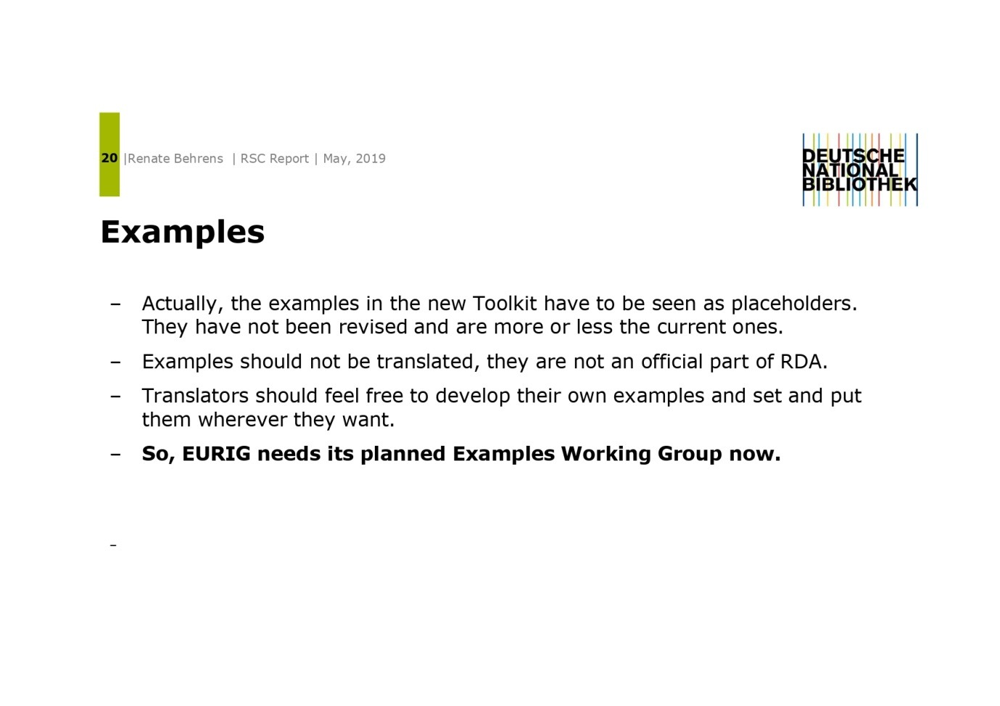 20 |Renate Behrens | RSC Report | May, 2019
DEUTSCHE
NATIONAL
BIBLIOTHEK
Examples
– Actually, the examples in the new Toolkit have to be seen as placeholders.
They have not been revised and are more or less the current ones.
– Examples should not be translated, they are not an official part of RDA.
– Translators should feel free to develop their own examples and set and put
them wherever they want.
– So, EURIG needs its planned Examples Working Group now.
–